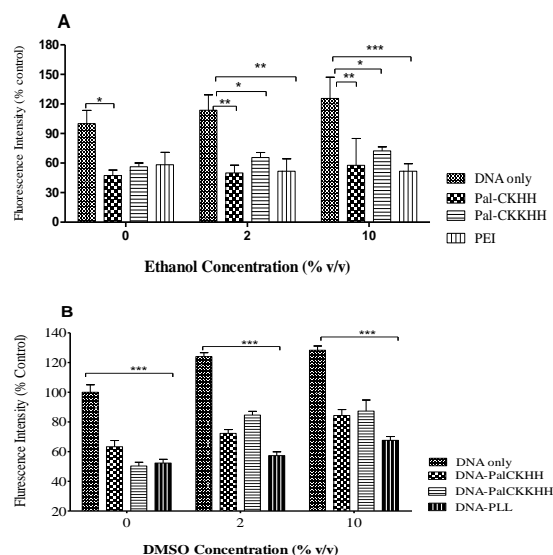 A
Fluorescence Intensity (% control)
180
150
120
90
60
30
0
*
**
*
**
***
*
**
0 2 10
Ethanol Concentration (% v/v)
DNA only
Pal-CKHH
Pal-CKKHH
PEI
B
Flurescence Intensity (% Control)
140
120
100
80
60
40
20
***
***
***
0 2 10
DMSO Concentration (% v/v)
DNA only
DNA-PalCKHH
DNA-PalCKKHH
DNA-PLL